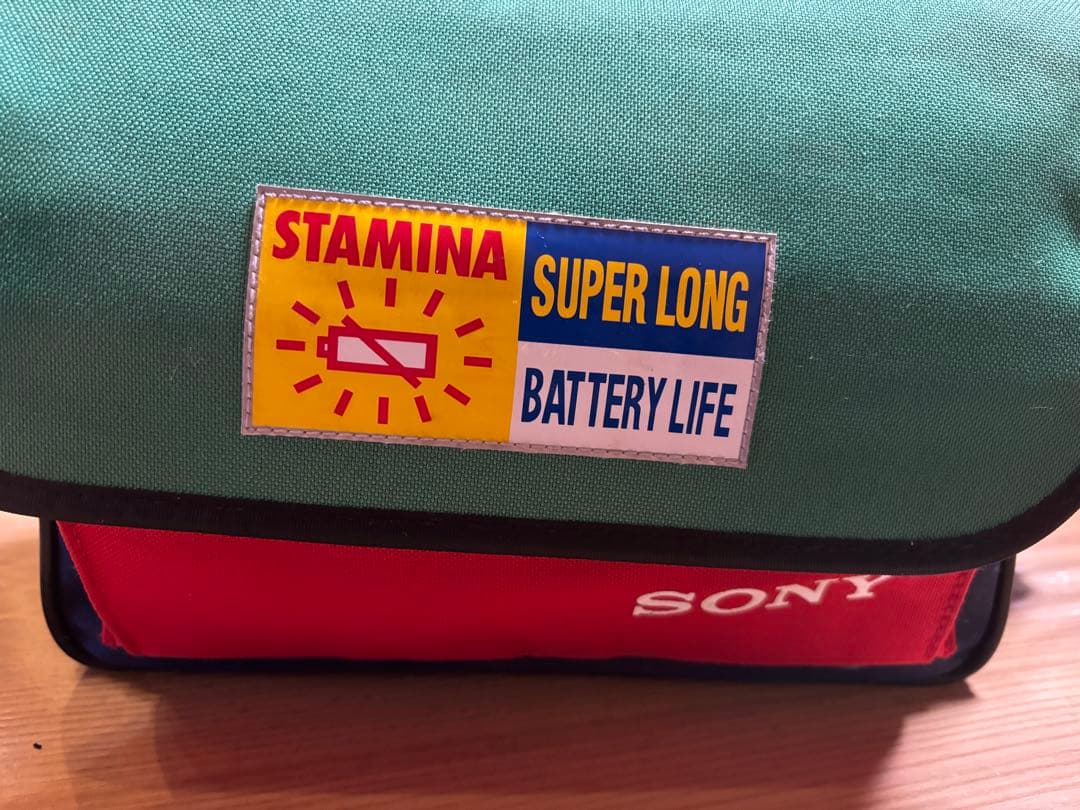 STAMINA
SUPER LONG
BATTERY LIFE
SONY